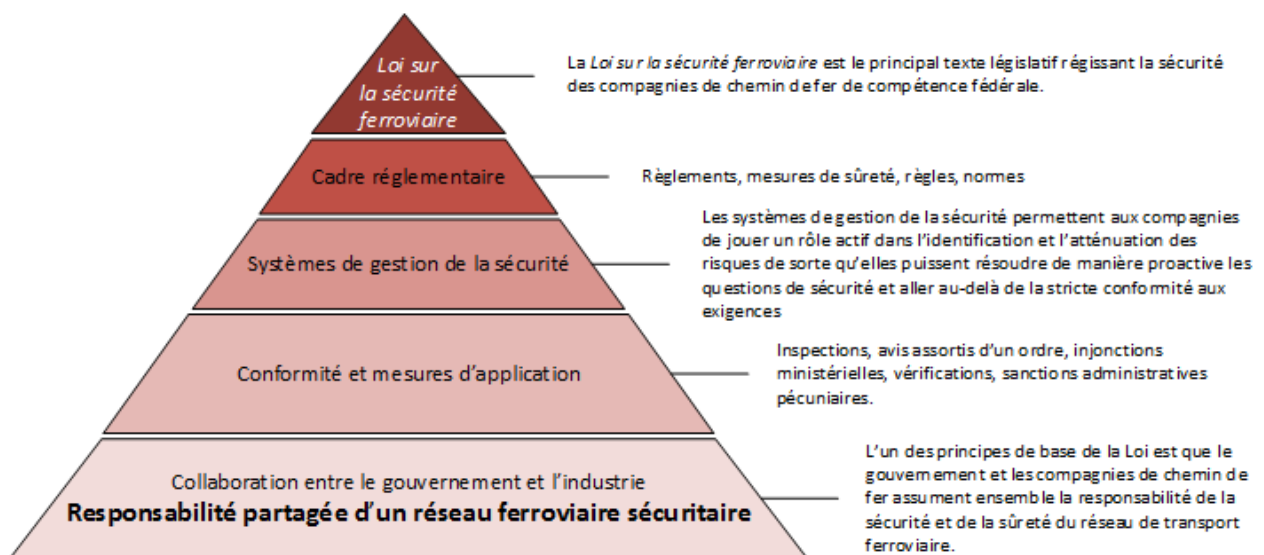 Loi sur
la sécurité
ferroviaire
La Loi sur la sécurité ferroviaire est le principal texte législatif régissant la sécurité
des compagnies de chemin de fer de compétence fédérale.
Cadre réglementaire
Règlements, mesures de sûreté, règles, normes
Systèmes de gestion de la sécurité
Les systèmes de gestion de la sécurité permettent aux compagnies
de jouer un rôle actif dans l'identification et l'atténuation des
risques de sorte qu'elles puissent résoudre de manière proactive les
questions de sécurité et aller au-delà de la stricte conformité aux
exigences
Conformité et mesures d'application
Inspections, avis assortis d'un ordre, injonctions
ministérielles, vérifications, sanctions administratives
pécuniaires.
Collaboration entre le gouvernement et l'industrie
Responsabilité partagée d'un réseau ferroviaire sécuritaire
L'un des principes de base de la Loi est que le
gouvernement et les compagnies de chemin de
fer assument ensemble la responsabilité de la
sécurité et de la sûreté du réseau de transport
ferroviaire.